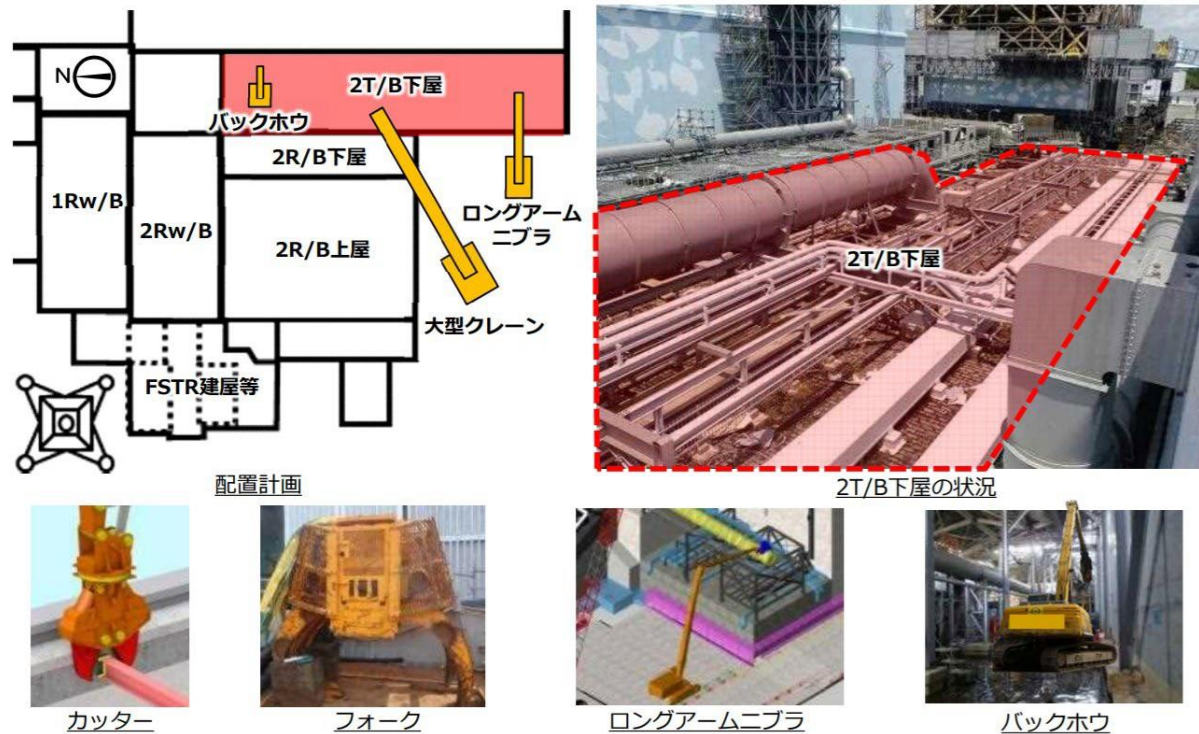 N
2T/B下屋
バックホウ
2R/B下屋
1Rw/B
2Rw/B
ロングアーム
ニブラ
2R/B上屋
大型クレーン
FSTR建屋等
配置計画
2T/B下屋
2T/B下屋の状況
カッター
フォーク
ロングアームニブラ
バックホウ